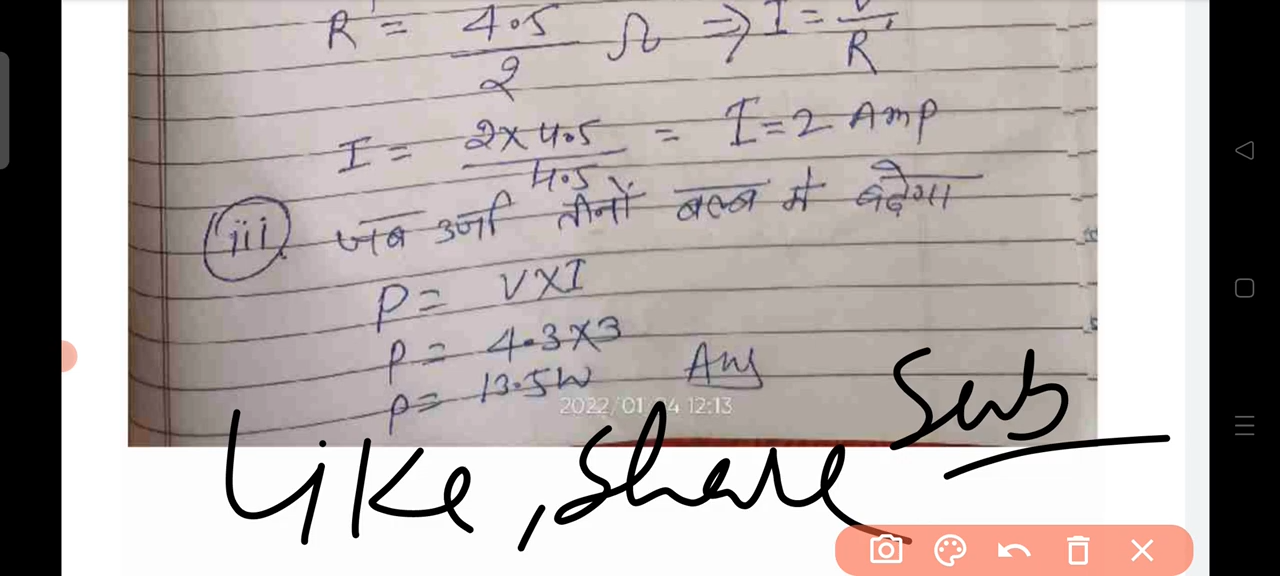 R = 4.5/2 Ω ⇒ I = V/R
I = 2×4.5/4.5 = I=2 Amp
iii. जब उर्जा तीनों बल्ब में बढेगा
P = V×I
P = 4.3×3
P = 13.5W Ans
2022/01/ 4 12:13
Like, Share Sub